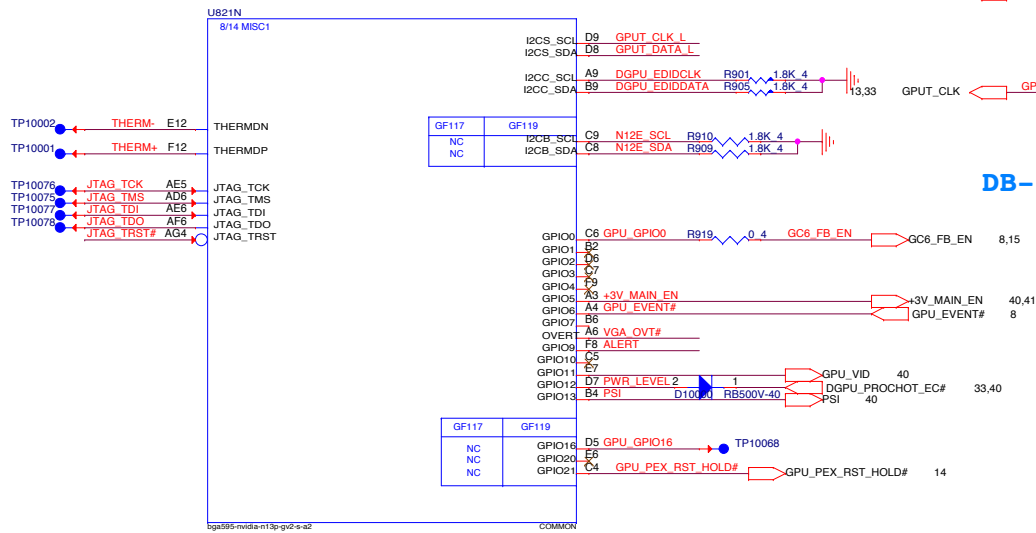 U821N
8/14 MISC1
I2CS_SCL D9 GPUT_CLK_L
I2CS_SDA D8 GPUT_DATA_L
I2CC_SCL A9 DGPU_EDIDCLK R901 1.8K_4
I2CC_SDA B9 DGPU_EDIDDATA R905 1.8K_4
13,33 GPUT_CLK GP
TP10002 THERM- E12 THERMDN
TP10001 THERM+ F12 THERMDP
GF117 GF119
NC I2CB_SCL C9 N12E_SCL R910 1.8K_4
NC I2CB_SDA C8 N12E_SDA R909 1.8K_4
DB-
TP10076 JTAG_TCK AE5 JTAG_TCK
TP10075 JTAG_TMS AD6 JTAG_TMS
TP10077 JTAG_TDI AE6 JTAG_TDI
TP10078 JTAG_TDO AF6 JTAG_TDO
JTAG_TRST# AG4 JTAG_TRST
GPIO0 C6 GPU_GPIO0 R919 0_4 GC6_FB_EN GC6_FB_EN 8,15
GPIO1 B2
GPIO2 D6
GPIO3 C7
GPIO4 F9
GPIO5 A3 +3V_MAIN_EN +3V_MAIN_EN 40,41
GPIO6 A4 GPU_EVENT# GPU_EVENT# 8
GPIO7 B6
OVERT A6 VGA_OVT#
GPIO9 F8 ALERT
GPIO10 C5
GPIO11 E7 GPU_VID 40
GPIO12 D7 PWR_LEVEL 2 1 DGPU_PROCHOT_EC# 33,40
GPIO13 B4 PSI RB500V-40 PSI 40
GF117 GF119
NC GPIO16 D5 GPU_GPIO16 TP10068
NC GPIO20 E6
NC GPIO21 C4 GPU_PEX_RST_HOLD# GPU_PEX_RST_HOLD# 14
bga595-nvidia-n13p-gv2-s-a2 COMMON